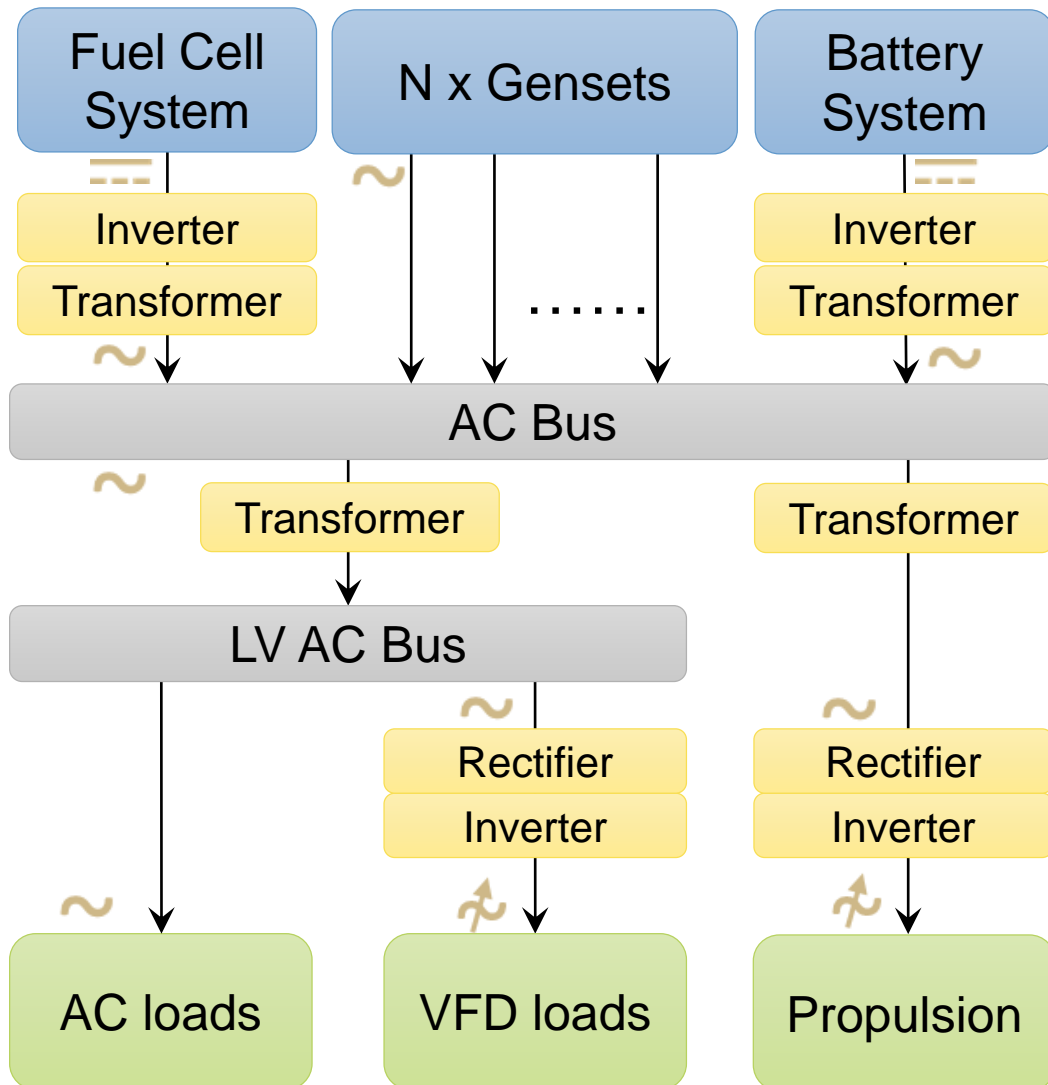 Fuel Cell
System
N x Gensets
Battery
System
Inverter
Inverter
Transformer
Transformer
......
AC Bus
Transformer
Transformer
LV AC Bus
Rectifier
Rectifier
Inverter
Inverter
AC loads
VFD loads
Propulsion